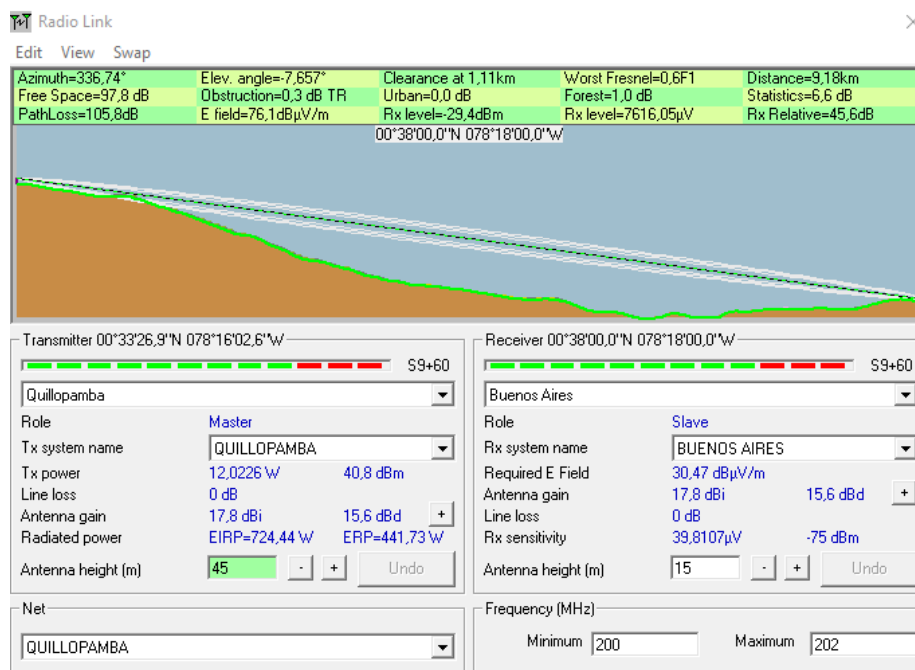 Radio Link
Edit View Swap
Azimuth=336,74° Elev. angle=-7,657° Clearance at 1,11km Worst Fresnel=0,6F1 Distance=9,18km
Free Space=97,8 dB Obstruction=0,3 dB TR Urban=0,0 dB Forest=1,0 dB Statistics=6,6 dB
PathLoss=105,8dB E field=76,1dBµV/m Rx level=-29,4dBm Rx level=7616,05µV Rx Relative=45,6dB
00°38'00,0"N 078°18'00,0"W
Transmitter 00°33'26,9"N 078°16'02,6"W
S9+60
Quillopamba
Role Master
Tx system name QUILLOPAMBA
Tx power 12,0226 W 40,8 dBm
Line loss 0 dB
Antenna gain 17,8 dBi 15,6 dBd +
Radiated power EIRP=724,44 W ERP=441,73 W
Antenna height (m) 45 - + Undo
Net
QUILLOPAMBA
Receiver 00°38'00,0"N 078°18'00,0"W
S9+60
Buenos Aires
Role Slave
Rx system name BUENOS AIRES
Required E Field 30,47 dBµV/m
Antenna gain 17,8 dBi 15,6 dBd +
Line loss 0 dB
Rx sensitivity 39,8107µV -75 dBm
Antenna height (m) 15 - + Undo
Frequency (MHz)
Minimum 200 Maximum 202